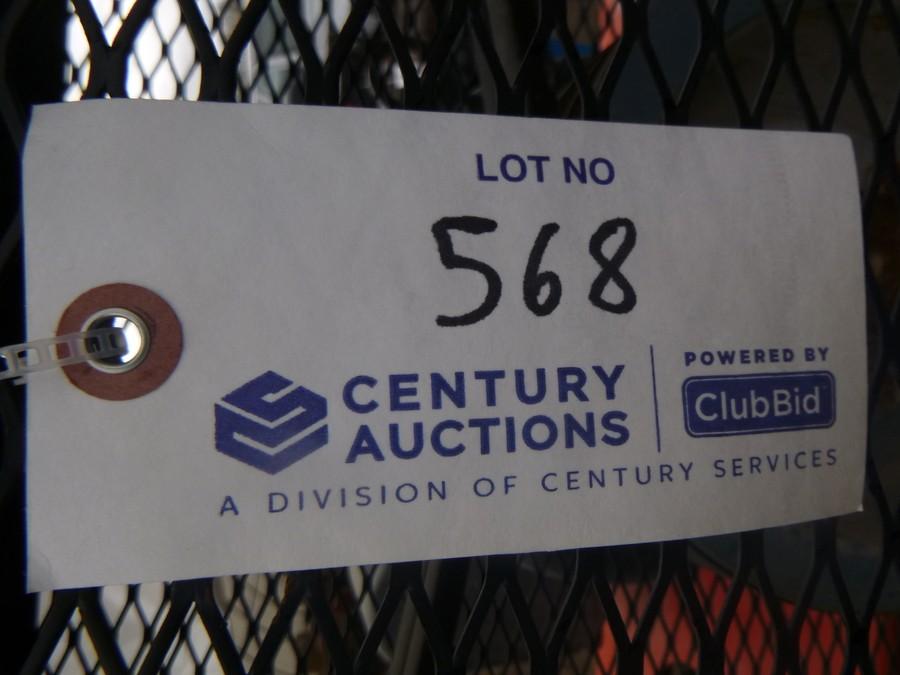 LOT NO
568
CENTURY
AUCTIONS
A DIVISION OF CENTURY SERVICES
POWERED BY
ClubBid